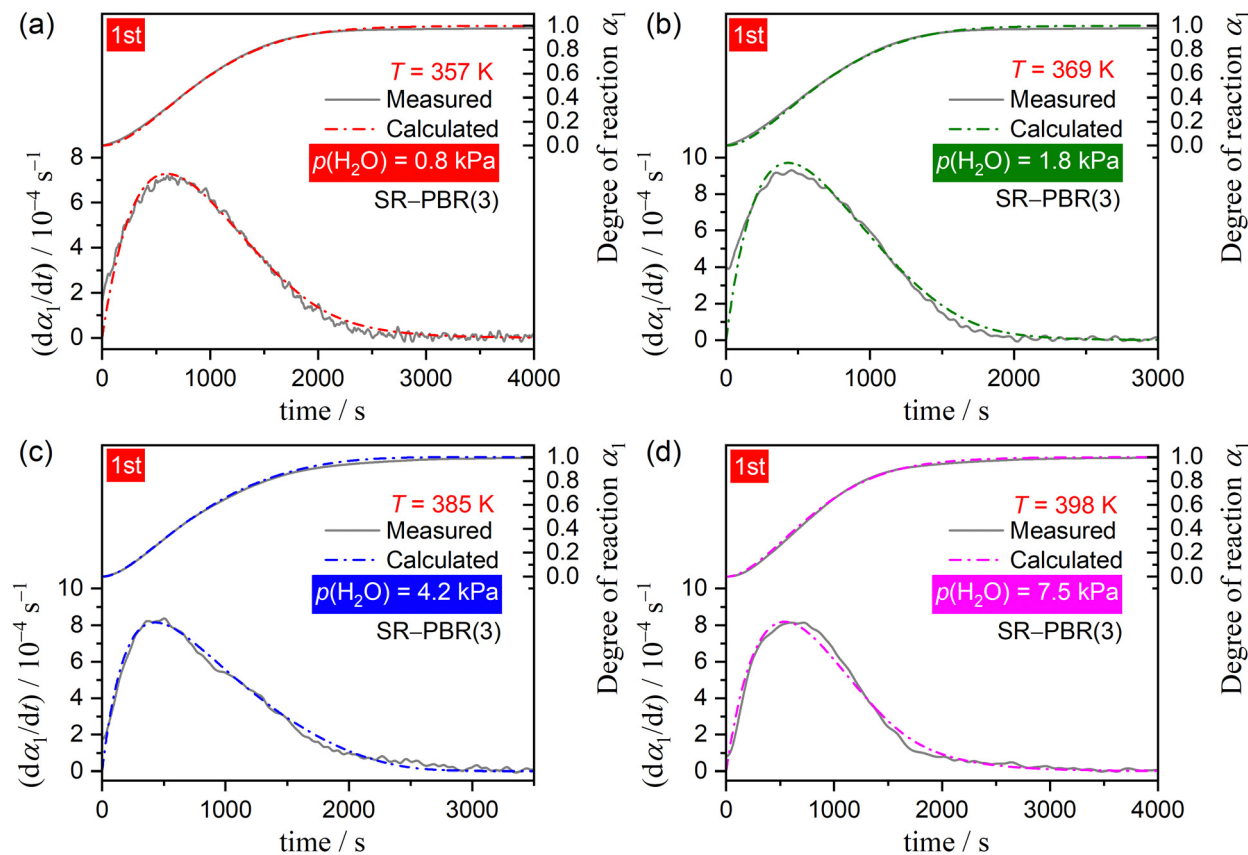 (a)
1st
T = 357 K
Measured
Calculated
p(H₂O) = 0.8 kPa
SR–PBR(3)
1.0
0.8
0.6
0.4
0.2
0.0
Degree of reaction α₁
8
6
4
2
0
(dα₁/dt) / 10⁻⁴ s⁻¹
0 1000 2000 3000 4000
time / s
(b)
1st
T = 369 K
Measured
Calculated
p(H₂O) = 1.8 kPa
SR–PBR(3)
1.0
0.8
0.6
0.4
0.2
0.0
Degree of reaction α₁
10
8
6
4
2
0
(dα₁/dt) / 10⁻⁴ s⁻¹
0 1000 2000 3000
time / s
(c)
1st
T = 385 K
Measured
Calculated
p(H₂O) = 4.2 kPa
SR–PBR(3)
1.0
0.8
0.6
0.4
0.2
0.0
Degree of reaction α₁
10
8
6
4
2
0
(dα₁/dt) / 10⁻⁴ s⁻¹
0 1000 2000 3000
time / s
(d)
1st
T = 398 K
Measured
Calculated
p(H₂O) = 7.5 kPa
SR–PBR(3)
1.0
0.8
0.6
0.4
0.2
0.0
Degree of reaction α₁
10
8
6
4
2
0
(dα₁/dt) / 10⁻⁴ s⁻¹
0 1000 2000 3000 4000
time / s